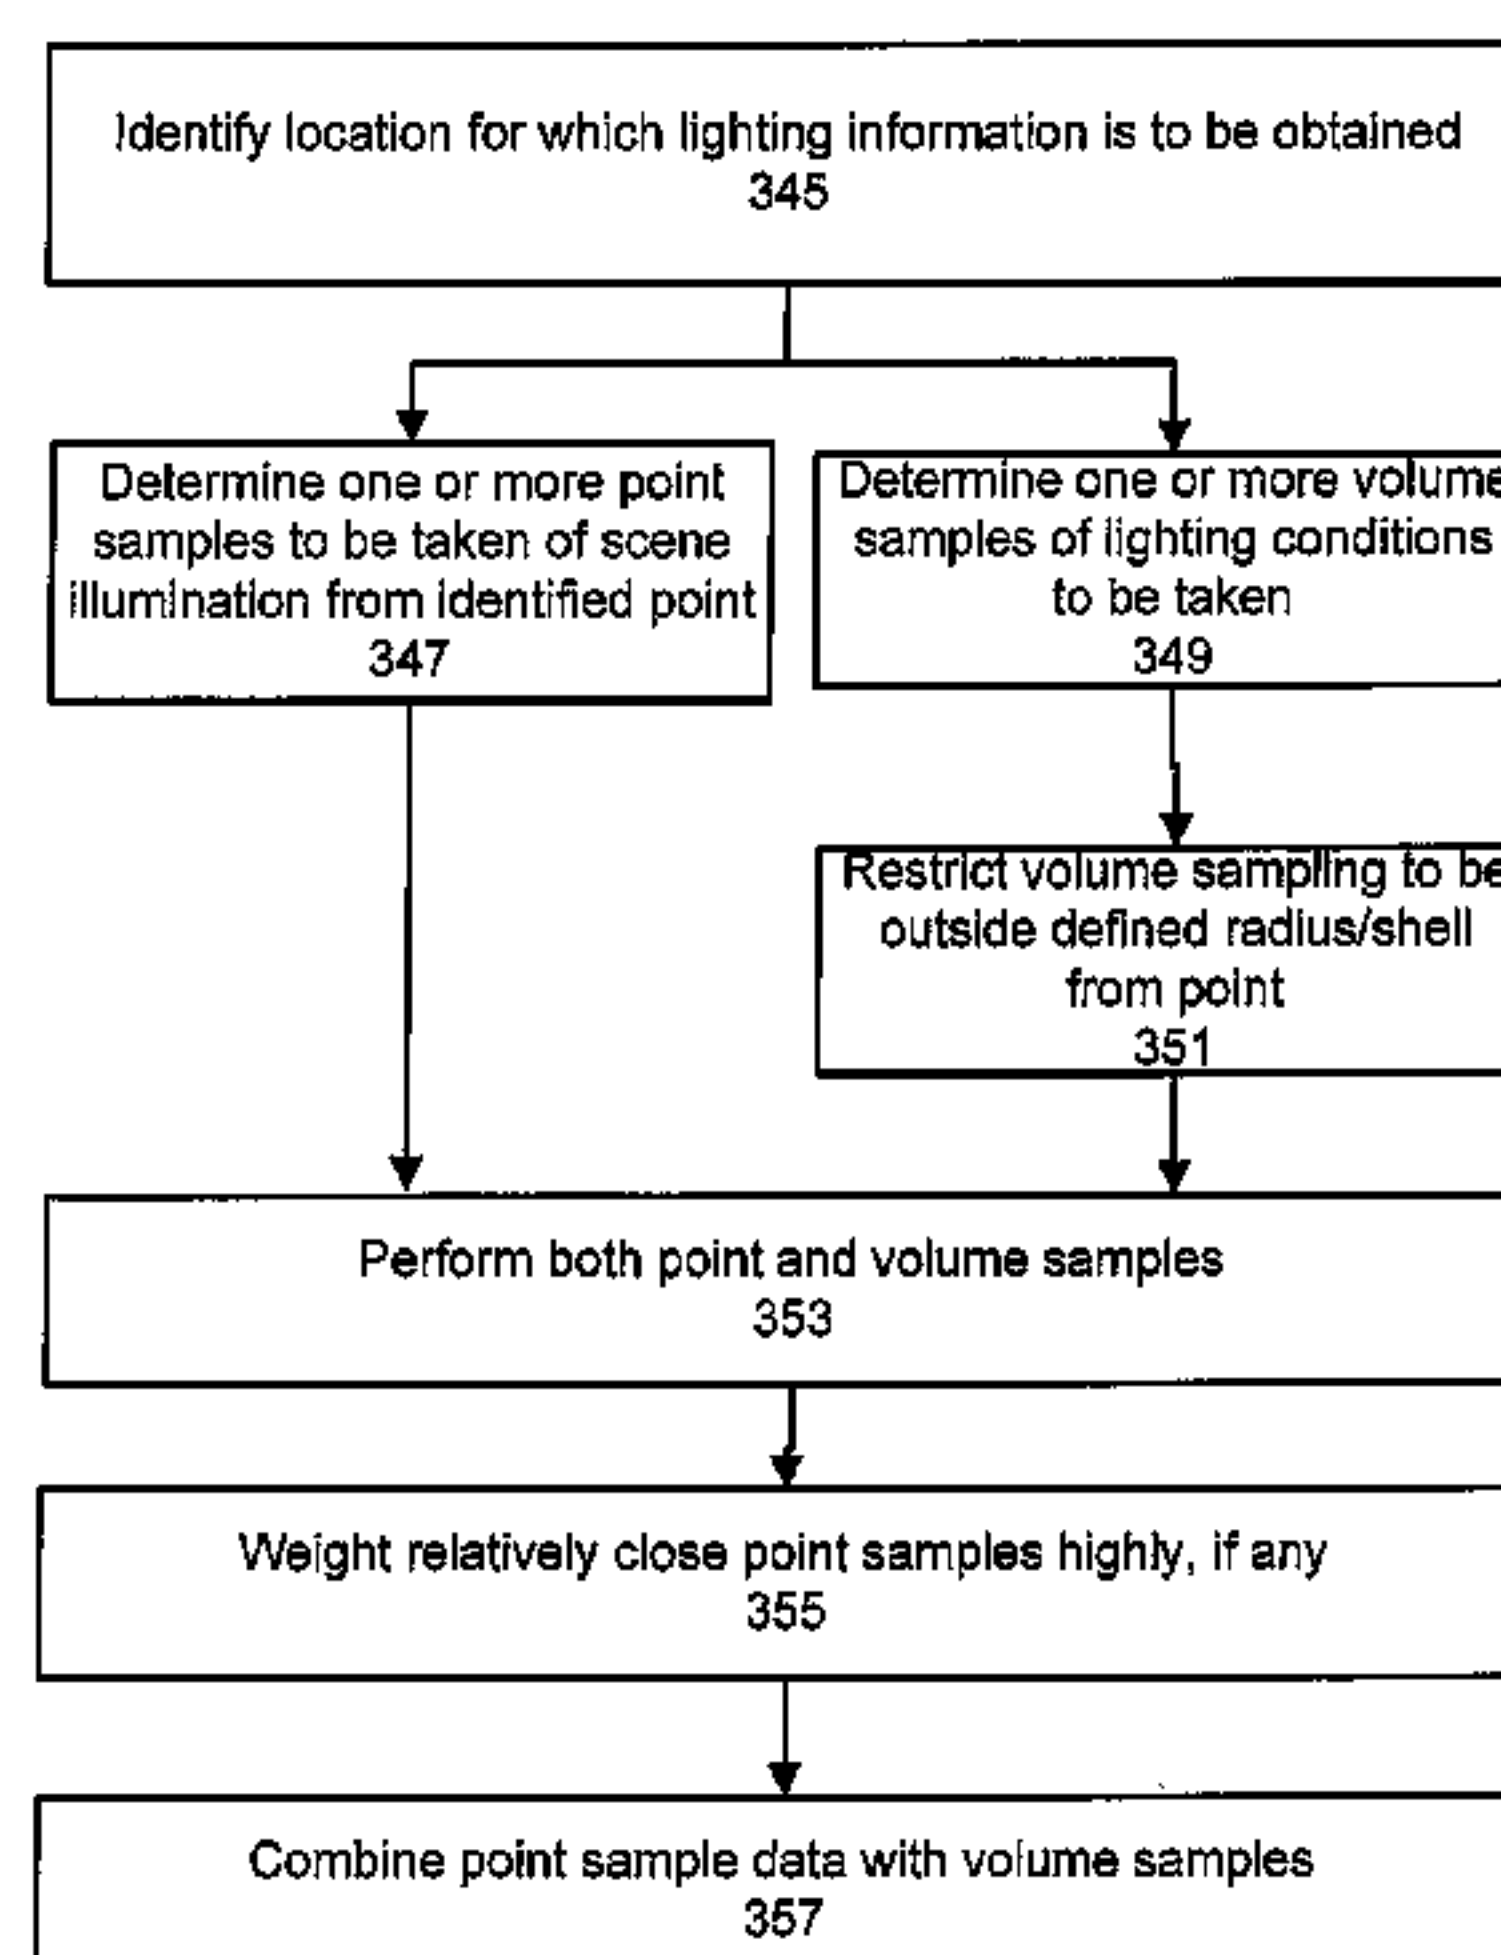 Identify location for which lighting information is to be obtained
345
Determine one or more point
samples to be taken of scene
illumination from identified point
347
Determine one or more volume
samples of lighting conditions
to be taken
349
Restrict volume sampling to be
outside defined radius/shell
from point
351
Perform both point and volume samples
353
Weight relatively close point samples highly, if any
355
Combine point sample data with volume samples
357